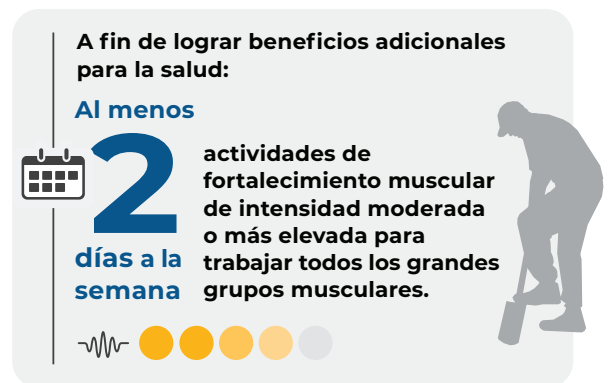 A fin de lograr beneficios adicionales
para la salud:
Al menos
2
días a la
semana
actividades de
fortalecimiento muscular
de intensidad moderada
o más elevada para
trabajar todos los grandes
grupos musculares.